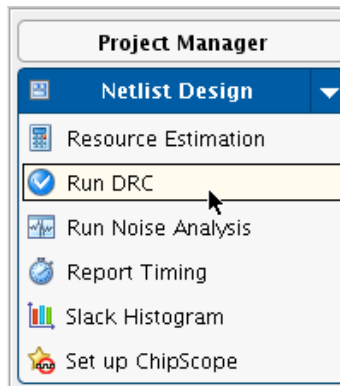 Project Manager
Netlist Design
Resource Estimation
Run DRC
Run Noise Analysis
Report Timing
Slack Histogram
Set up ChipScope